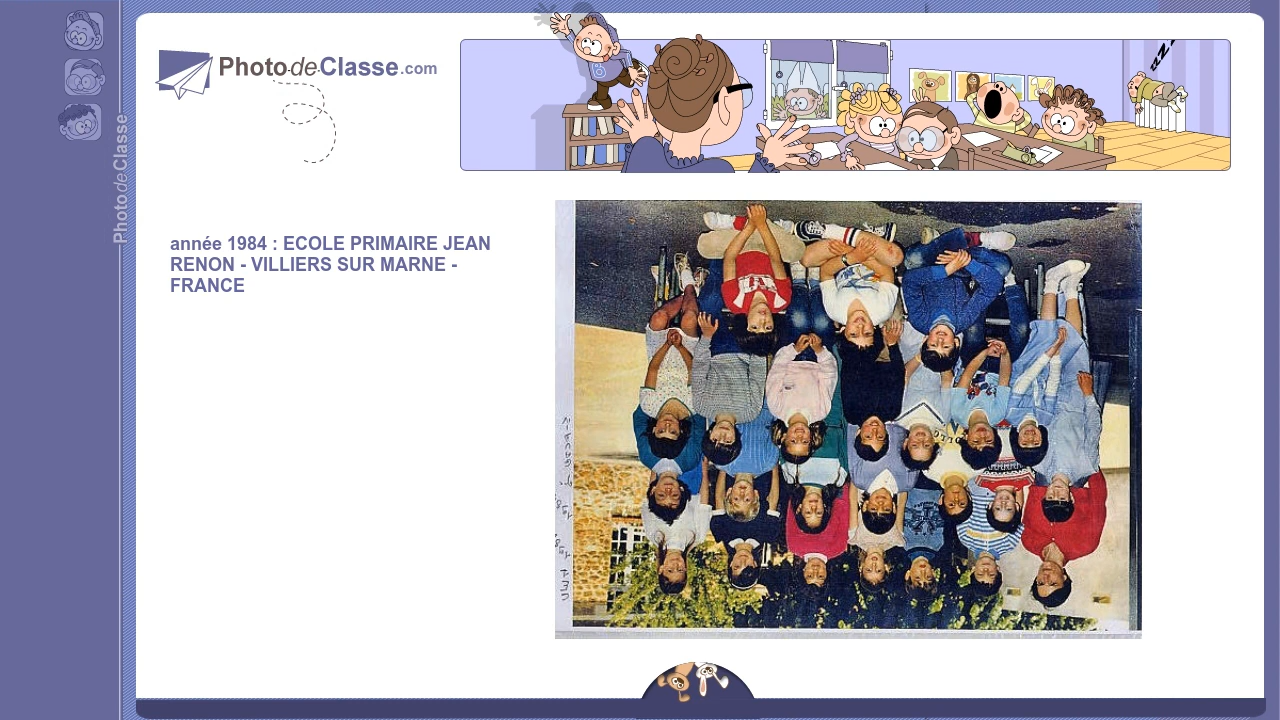 PhotodeClasse.com
PhotodeClasse
année 1984 : ECOLE PRIMAIRE JEAN
RENON - VILLIERS SUR MARNE -
FRANCE